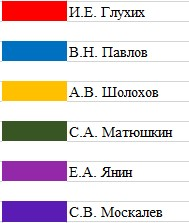 И.Е. Глухих
В.Н. Павлов
А.В. Шолохов
С.А. Матюшкин
Е.А. Янин
С.В. Москалев